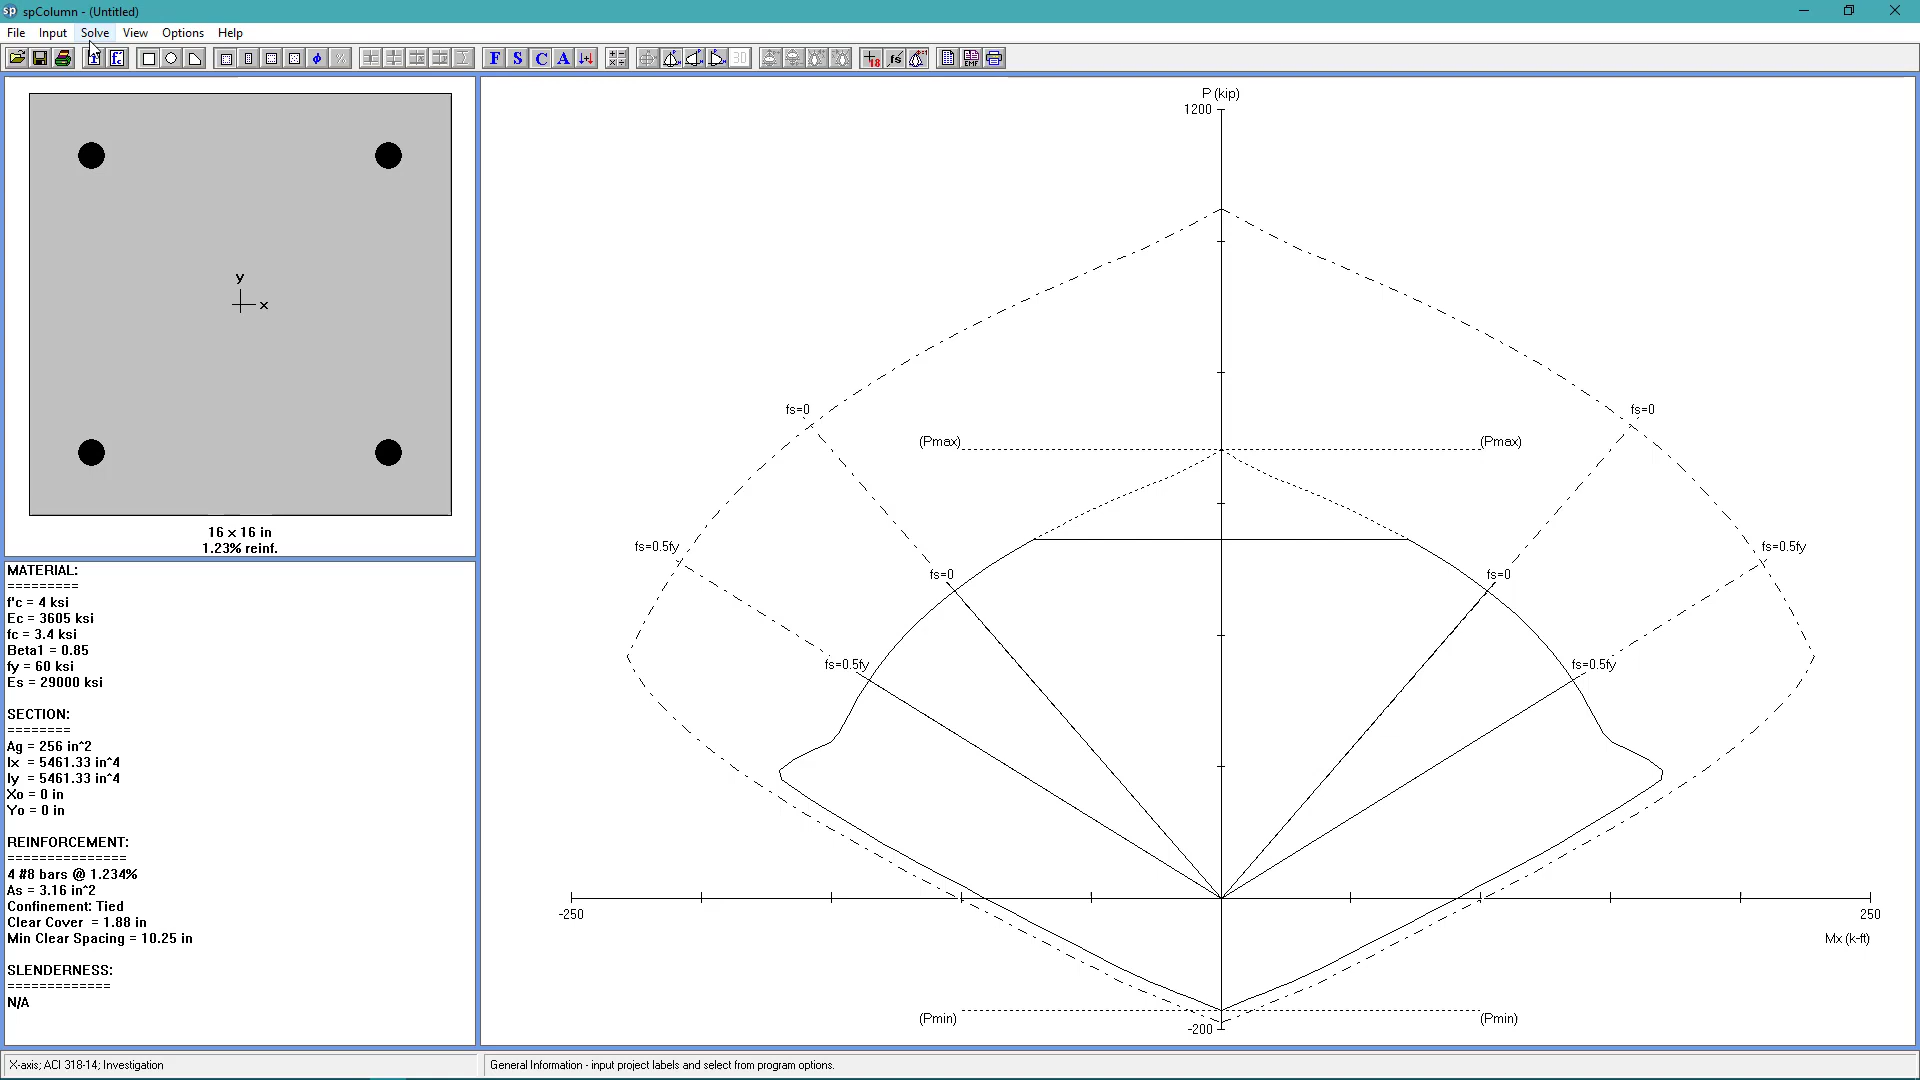 spColumn - (Untitled)
File Input Solve View Options Help
F S C A
y
x
16 x 16 in
1.23% reinf.
MATERIAL:
=========
f'c = 4 ksi
Ec = 3605 ksi
fc = 3.4 ksi
Beta1 = 0.85
fy = 60 ksi
Es = 29000 ksi
SECTION:
========
Ag = 256 in^2
Ix = 5461.33 in^4
Iy = 5461.33 in^4
Xo = 0 in
Yo = 0 in
REINFORCEMENT:
===============
4 #8 bars @ 1.234%
As = 3.16 in^2
Confinement: Tied
Clear Cover = 1.88 in
Min Clear Spacing = 10.25 in
SLENDERNESS:
=============
N/A
P (kip)
1200
fs=0 fs=0
(Pmax) (Pmax)
fs=0.5fy fs=0.5fy
fs=0 fs=0
fs=0.5fy fs=0.5fy
-250 250
Mx (k-ft)
(Pmin) (Pmin)
-200
X-axis; ACI 318-14; Investigation
General Information - input project labels and select from program options.